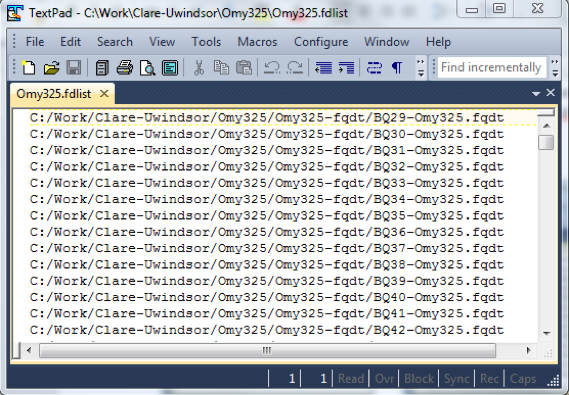 TextPad - C:\Work\Clare-Uwindsor\Omy325\Omy325.fdlist
File Edit Search View Tools Macros Configure Window Help
Find incrementally
Omy325.fdlist
C:/Work/Clare-Uwindsor/Omy325/Omy325-fqdt/BQ29-Omy325.fqdt
C:/Work/Clare-Uwindsor/Omy325/Omy325-fqdt/BQ30-Omy325.fqdt
C:/Work/Clare-Uwindsor/Omy325/Omy325-fqdt/BQ31-Omy325.fqdt
C:/Work/Clare-Uwindsor/Omy325/Omy325-fqdt/BQ32-Omy325.fqdt
C:/Work/Clare-Uwindsor/Omy325/Omy325-fqdt/BQ33-Omy325.fqdt
C:/Work/Clare-Uwindsor/Omy325/Omy325-fqdt/BQ34-Omy325.fqdt
C:/Work/Clare-Uwindsor/Omy325/Omy325-fqdt/BQ35-Omy325.fqdt
C:/Work/Clare-Uwindsor/Omy325/Omy325-fqdt/BQ36-Omy325.fqdt
C:/Work/Clare-Uwindsor/Omy325/Omy325-fqdt/BQ37-Omy325.fqdt
C:/Work/Clare-Uwindsor/Omy325/Omy325-fqdt/BQ38-Omy325.fqdt
C:/Work/Clare-Uwindsor/Omy325/Omy325-fqdt/BQ39-Omy325.fqdt
C:/Work/Clare-Uwindsor/Omy325/Omy325-fqdt/BQ40-Omy325.fqdt
C:/Work/Clare-Uwindsor/Omy325/Omy325-fqdt/BQ41-Omy325.fqdt
C:/Work/Clare-Uwindsor/Omy325/Omy325-fqdt/BQ42-Omy325.fqdt
1 1 Read Ovr Block Sync Rec Caps